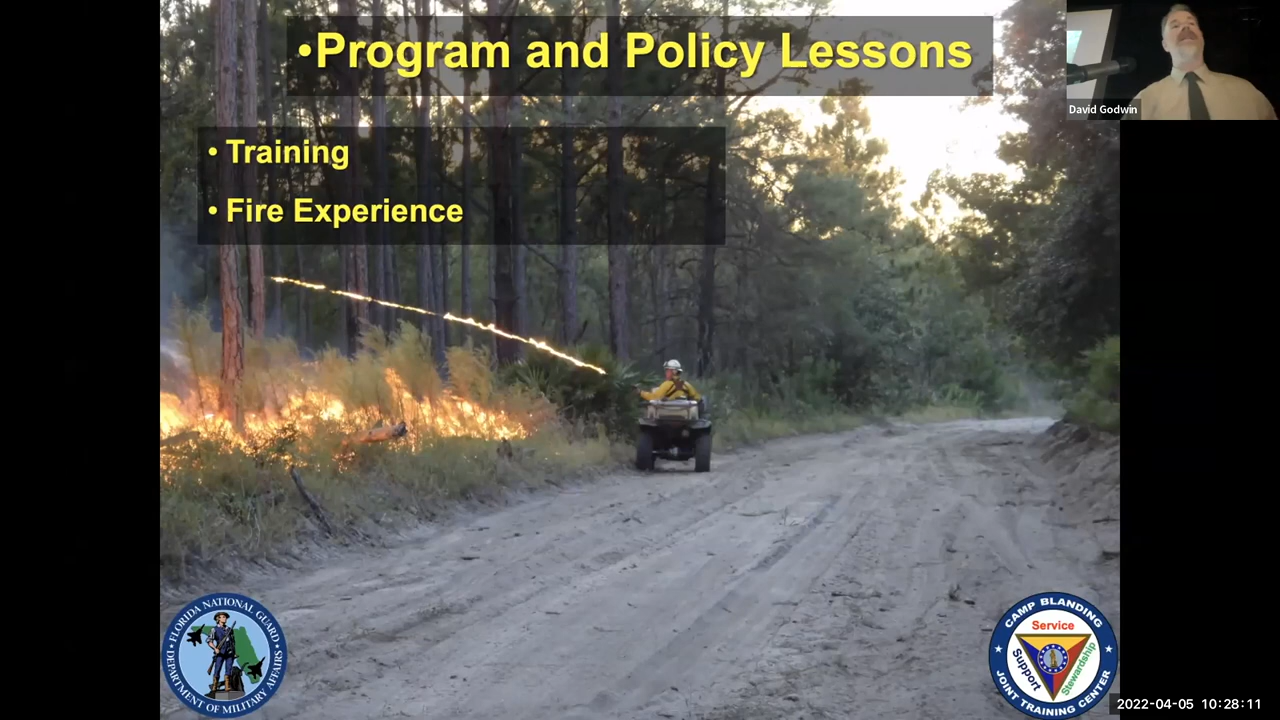 •Program and Policy Lessons
David Godwin
• Training
• Fire Experience
FLORIDA NATIONAL GUARD
DEPARTMENT OF MILITARY AFFAIRS
CAMP BLANDING
Service
Support
Stewardship
JOINT TRAINING CENTER
2022-04-05 10:28:11